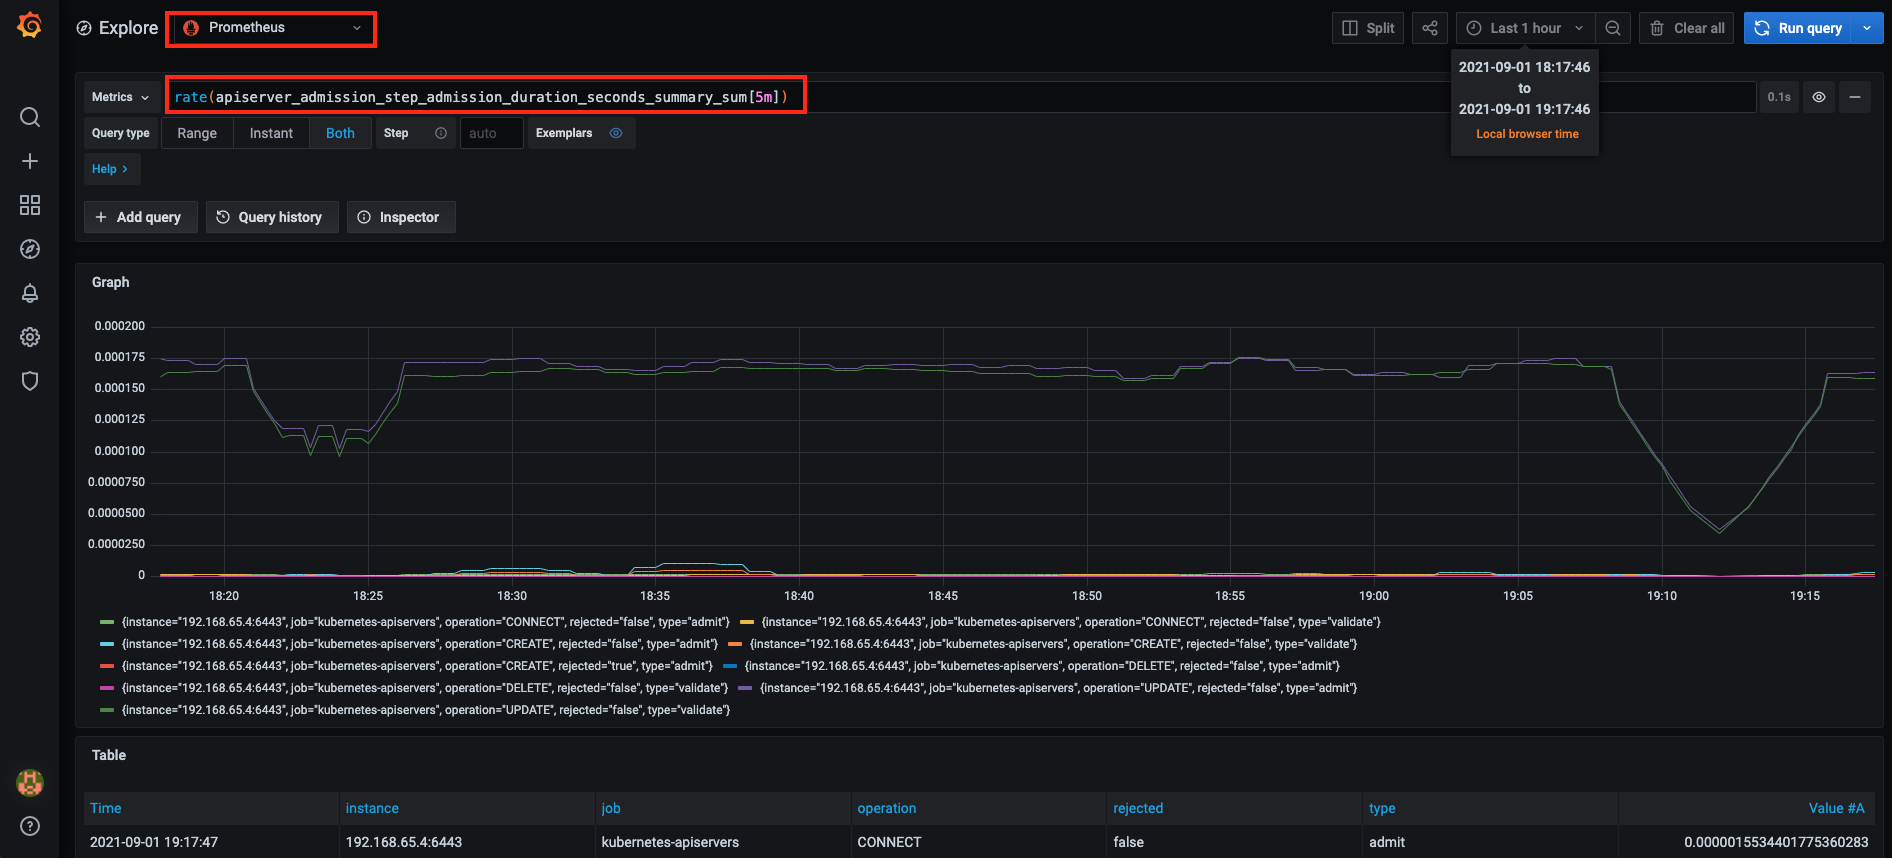 Explore Prometheus Split Last 1 hour Clear all Run query
2021-09-01 18:17:46
to
2021-09-01 19:17:46
Local browser time
Metrics rate(apiserver_admission_step_admission_duration_seconds_summary_sum[5m]) 0.1s
Query type Range Instant Both Step auto Exemplars
Help
Add query Query history Inspector
Graph
0.000200
0.000175
0.000150
0.000125
0.000100
0.0000750
0.0000500
0.0000250
0
18:20 18:25 18:30 18:35 18:40 18:45 18:50 18:55 19:00 19:05 19:10 19:15
{instance="192.168.65.4:6443", job="kubernetes-apiservers", operation="CONNECT", rejected="false", type="admit"} {instance="192.168.65.4:6443", job="kubernetes-apiservers", operation="CONNECT", rejected="false", type="validate"}
{instance="192.168.65.4:6443", job="kubernetes-apiservers", operation="CREATE", rejected="false", type="admit"} {instance="192.168.65.4:6443", job="kubernetes-apiservers", operation="CREATE", rejected="false", type="validate"}
{instance="192.168.65.4:6443", job="kubernetes-apiservers", operation="CREATE", rejected="true", type="admit"} {instance="192.168.65.4:6443", job="kubernetes-apiservers", operation="DELETE", rejected="false", type="admit"}
{instance="192.168.65.4:6443", job="kubernetes-apiservers", operation="DELETE", rejected="false", type="validate"} {instance="192.168.65.4:6443", job="kubernetes-apiservers", operation="UPDATE", rejected="false", type="admit"}
{instance="192.168.65.4:6443", job="kubernetes-apiservers", operation="UPDATE", rejected="false", type="validate"}
Table
Time instance job operation rejected type Value #A
2021-09-01 19:17:47 192.168.65.4:6443 kubernetes-apiservers CONNECT false admit 0.0000015534401775360283